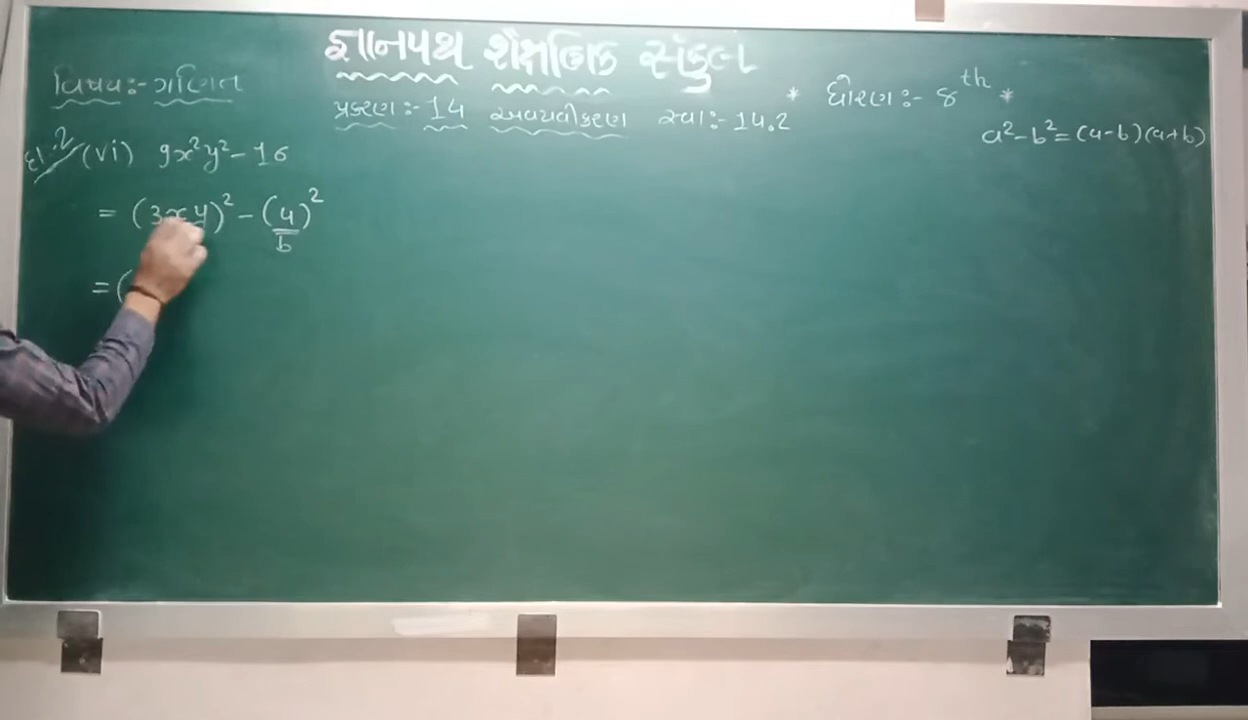 જ્ઞાનપથ શૈક્ષણિક સંકુલ
વિષય:- ગણિત
પ્રકરણ:- 14 અવયવીકરણ સ્વા:- 14.2
* ધોરણ:- 8th *
a²-b²=(a-b)(a+b)
દા.2 (vi) 9x²y²-16
= (3xy)²-(4)²
b
= (